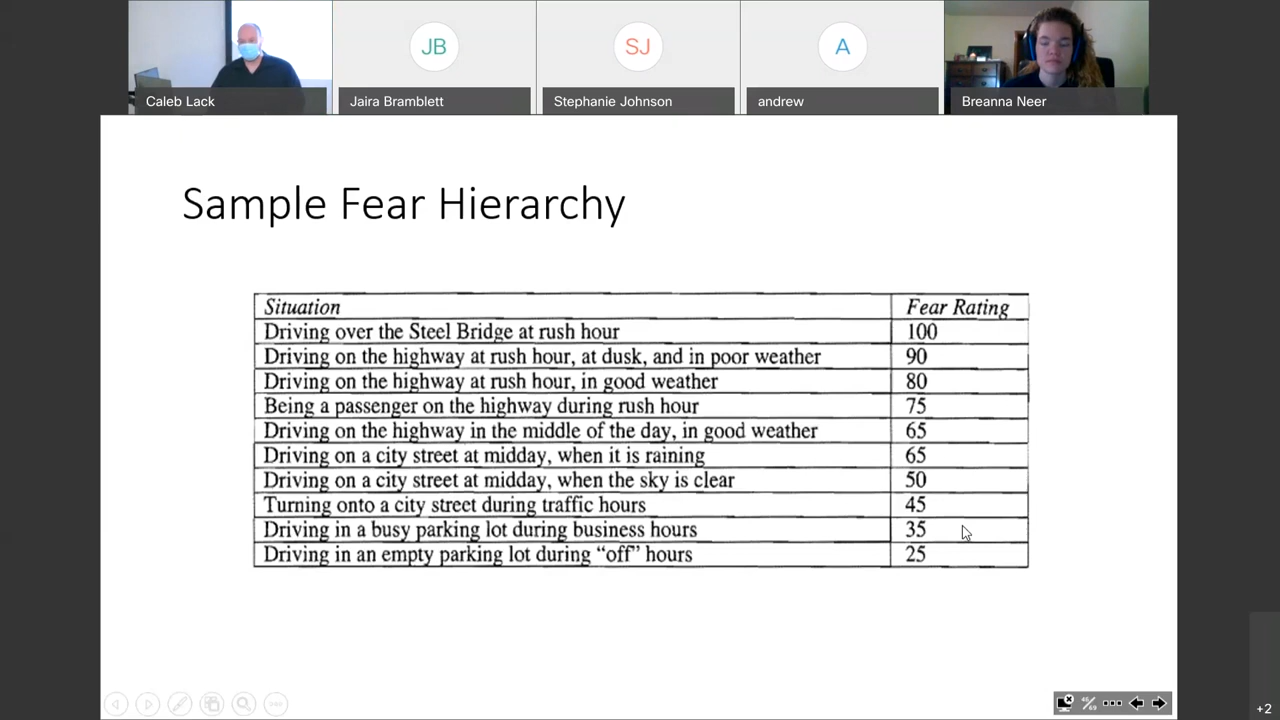 JB
SJ
A
Caleb Lack
Jaira Bramblett
Stephanie Johnson
andrew
Breanna Neer
Sample Fear Hierarchy
Situation Fear Rating
Driving over the Steel Bridge at rush hour 100
Driving on the highway at rush hour, at dusk, and in poor weather 90
Driving on the highway at rush hour, in good weather 80
Being a passenger on the highway during rush hour 75
Driving on the highway in the middle of the day, in good weather 65
Driving on a city street at midday, when it is raining 65
Driving on a city street at midday, when the sky is clear 50
Turning onto a city street during traffic hours 45
Driving in a busy parking lot during business hours 35
Driving in an empty parking lot during “off” hours 25
+2